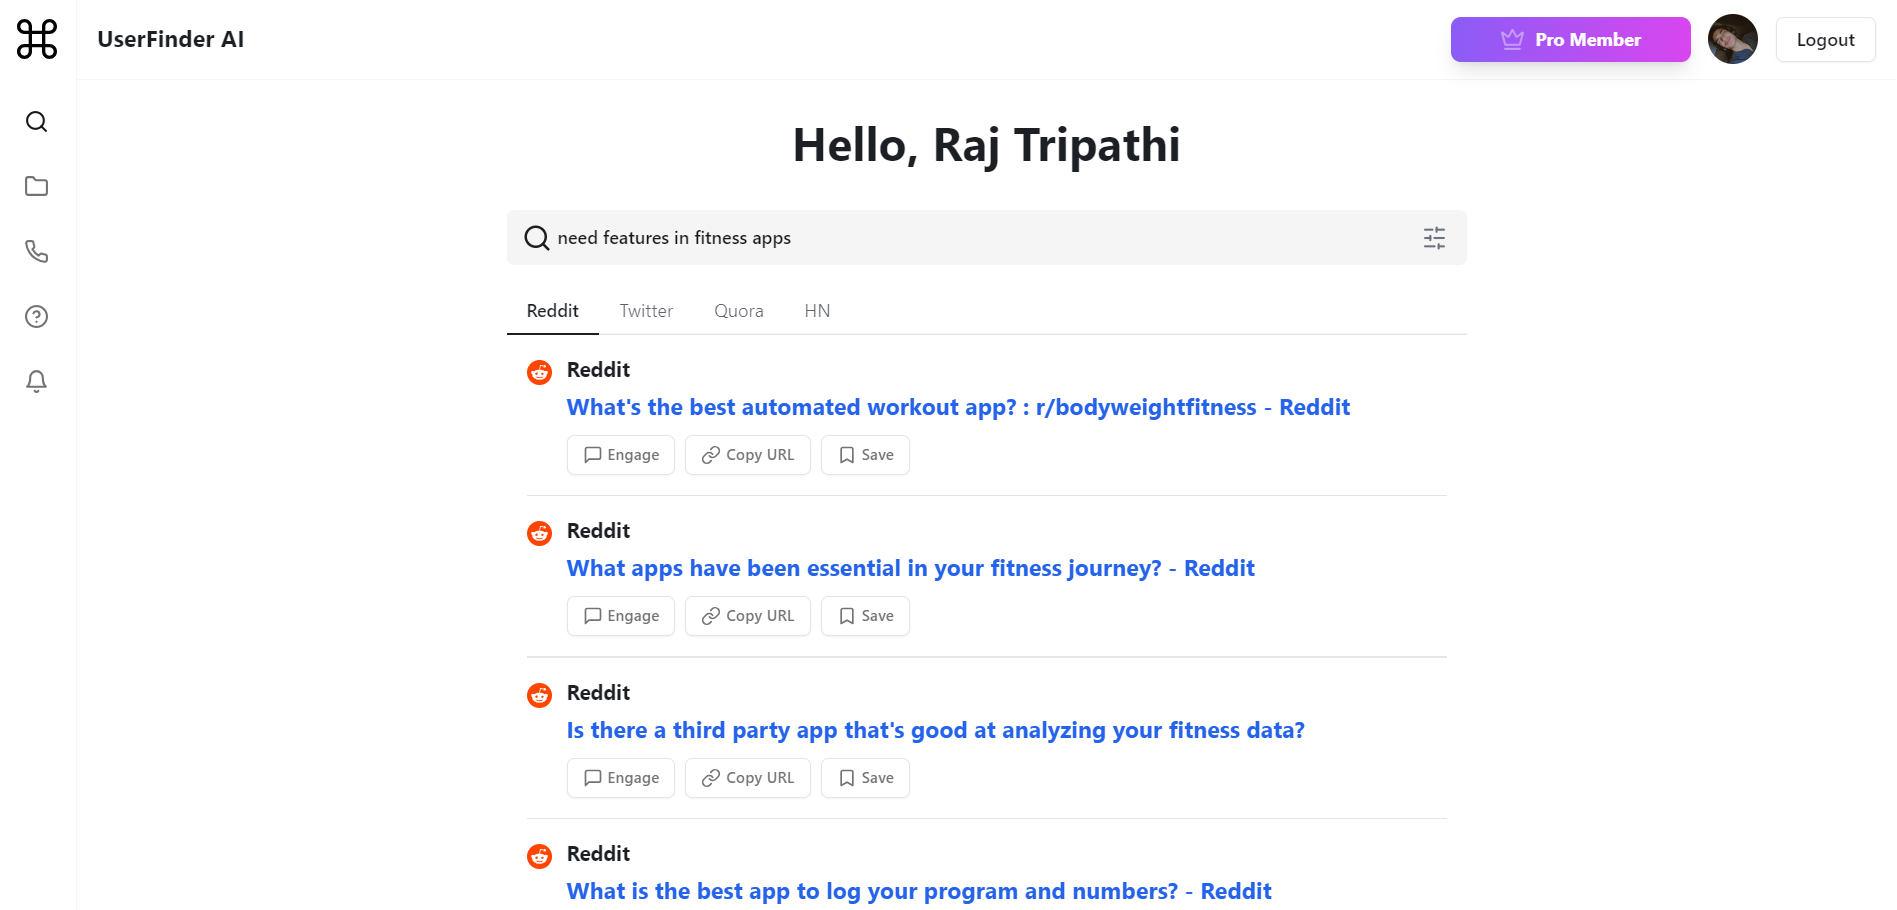 UserFinder AI
Pro Member
Logout
Hello, Raj Tripathi
need features in fitness apps
Reddit Twitter Quora HN
Reddit
What's the best automated workout app? : r/bodyweightfitness - Reddit
Engage Copy URL Save
Reddit
What apps have been essential in your fitness journey? - Reddit
Engage Copy URL Save
Reddit
Is there a third party app that's good at analyzing your fitness data?
Engage Copy URL Save
Reddit
What is the best app to log your program and numbers? - Reddit